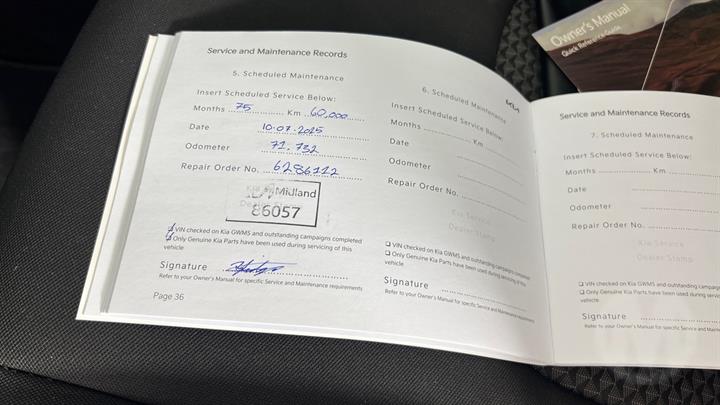 Owner's Manual
Quick Reference Guide
Service and Maintenance Records
5. Scheduled Maintenance
Insert Scheduled Service Below:
Months 75 Km 60,000
Date 10.07.2025
Odometer 71.732
Repair Order No. 6286112
Midland
86057
VIN checked on Kia GWMS and outstanding campaigns completed
Only Genuine Kia Parts have been used during servicing of this
vehicle
Signature
Refer to your Owner's Manual for specific Service and Maintenance requirements
Page 36
6. Scheduled Maintenance
Insert Scheduled Service Below:
Months Km
Date
Odometer
Repair Order No.
Kia Service
Dealer Stamp
❑ VIN checked on Kia GWMS and outstanding campaigns completed
❑ Only Genuine Kia Parts have been used during servicing of this
vehicle
Signature
Refer to your Owner's Manual for specific Service and Maintenance requirements
Service and Maintenance Records
7. Scheduled Maintenance
Insert Scheduled Service Below:
Months Km
Date
Odometer
Repair Order No.
Kia Service
Dealer Stamp
❑ VIN checked on Kia GWMS and outstanding
❑ Only Genuine Kia Parts have been used during
vehicle
Signature
Refer to your Owner's Manual for specific Service and